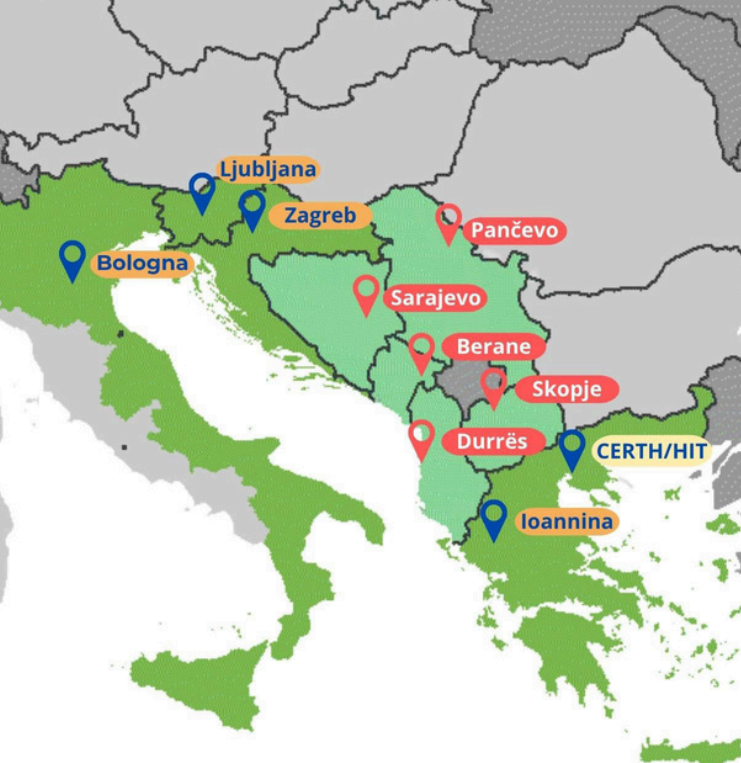 Ljubljana
Zagreb
Pančevo
Bologna
Sarajevo
Berane
Skopje
Durrës
CERTH/HIT
Ioannina